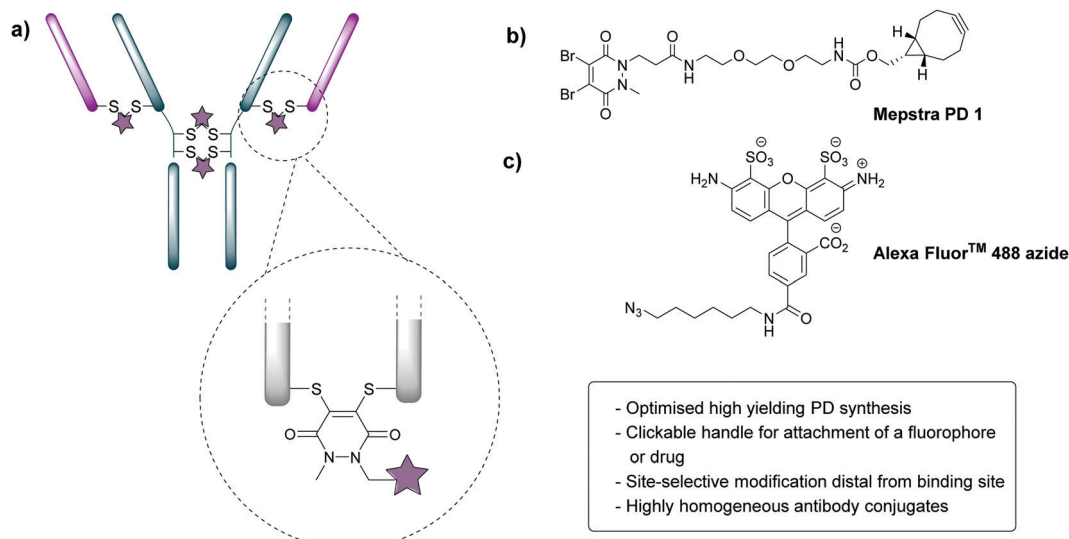 a)
S S
S S
S S
S S
S S
O
O
N
N
b)
O
Br
N
N
Br
O
O
N
H
O
O
H
N
O
O
H
H
Mepstra PD 1
c)
⊖
SO3
⊖
SO3
H2N
O
⊕
NH2
⊖
CO2
Alexa Fluor™ 488 azide
N3
N
H
O
- Optimised high yielding PD synthesis
- Clickable handle for attachment of a fluorophore
or drug
- Site-selective modification distal from binding site
- Highly homogeneous antibody conjugates